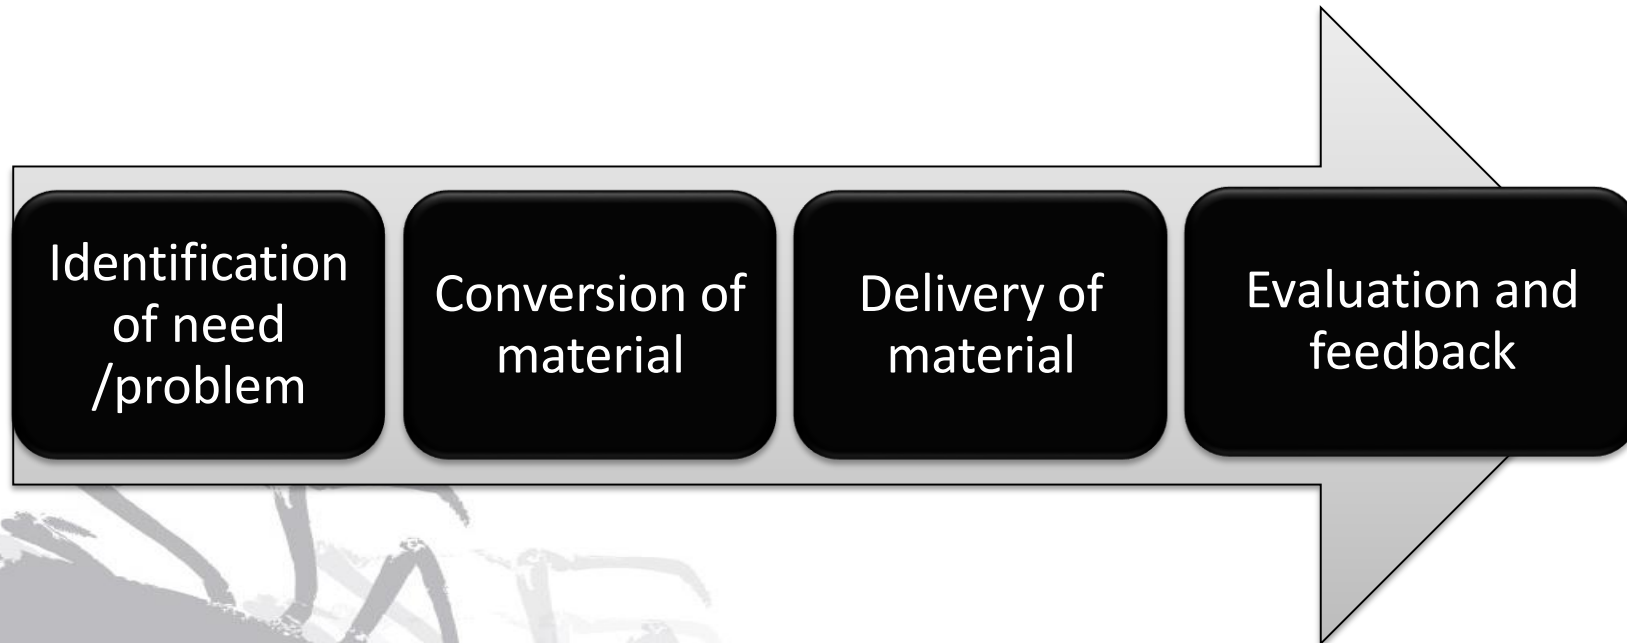 Identification
of need
/problem
Conversion of
material
Delivery of
material
Evaluation and
feedback